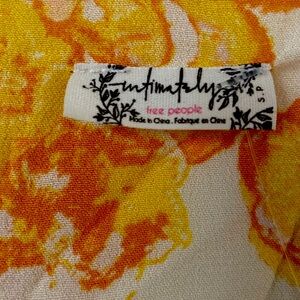 intimately
free people
Made in China . Fabriqué en Chine
S.P